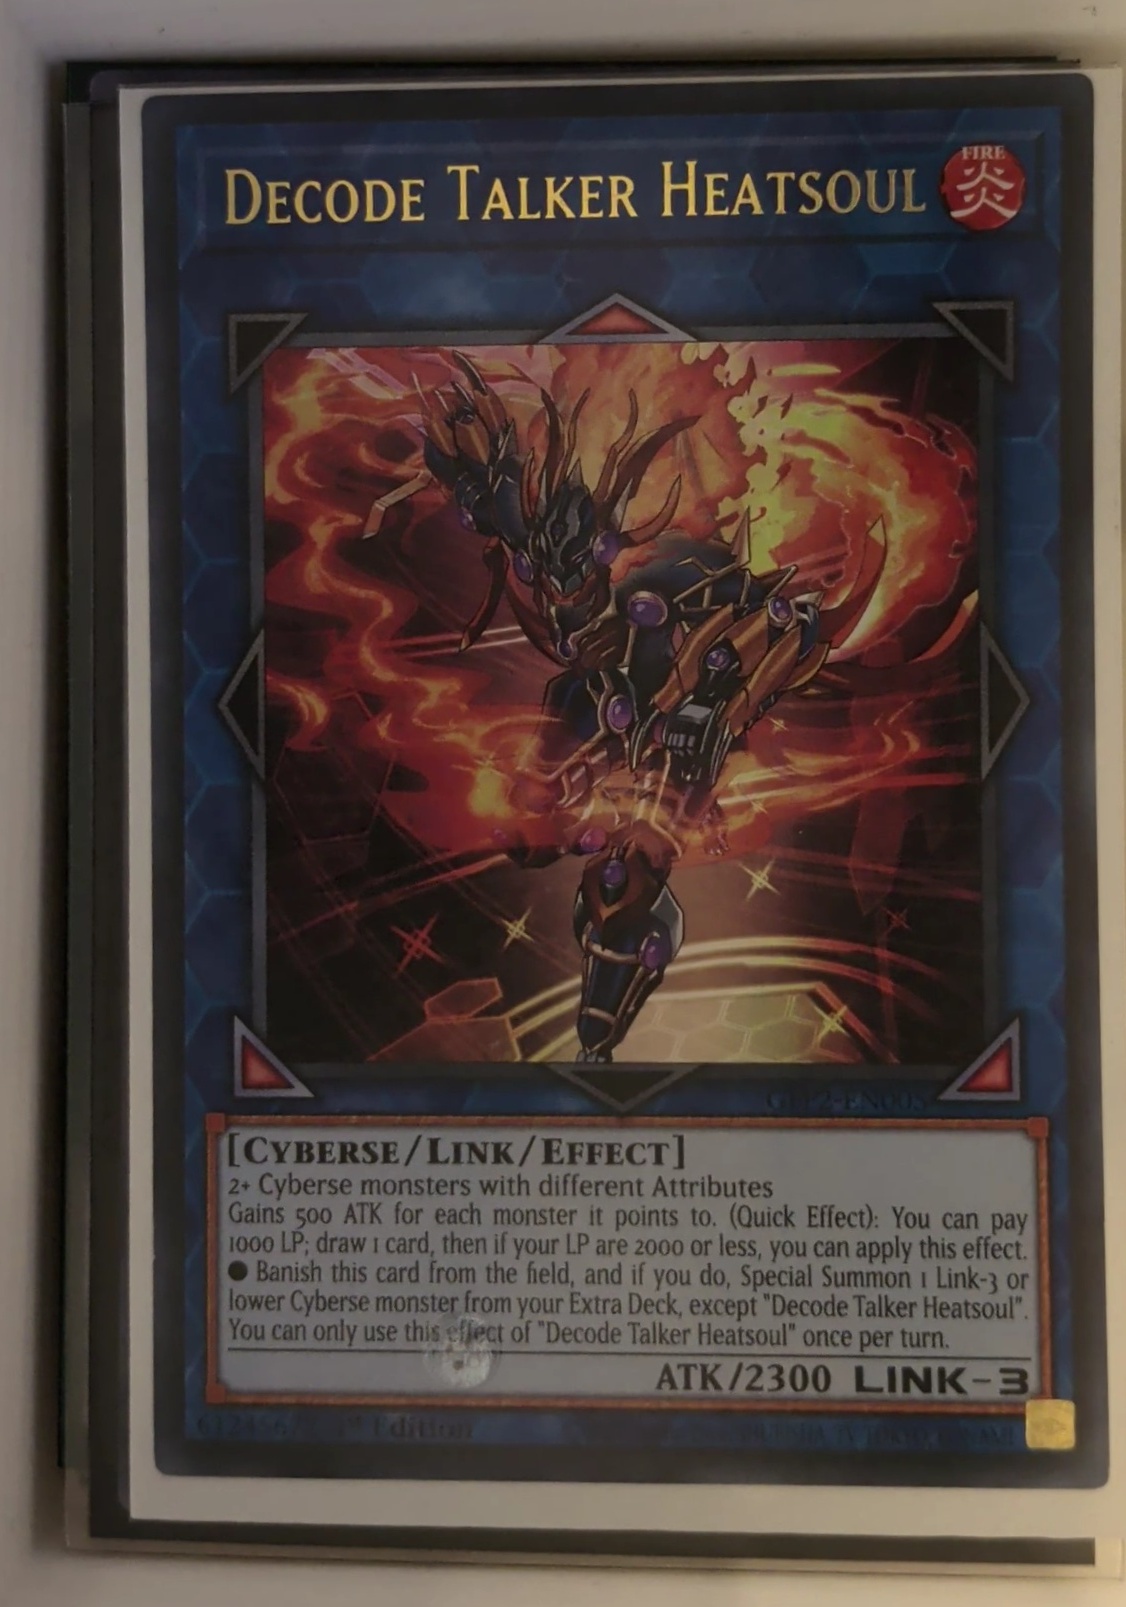 DECODE TALKER HEATSOUL
FIRE
炎
[CYBERSE/LINK/EFFECT]
2+ Cyberse monsters with different Attributes
Gains 500 ATK for each monster it points to. (Quick Effect): You can pay
1000 LP; draw 1 card, then if your LP are 2000 or less, you can apply this effect.
● Banish this card from the field, and if you do, Special Summon 1 Link-3 or
lower Cyberse monster from your Extra Deck, except "Decode Talker Heatsoul".
You can only use this effect of "Decode Talker Heatsoul" once per turn.
ATK/2300 LINK-3
1st Edition